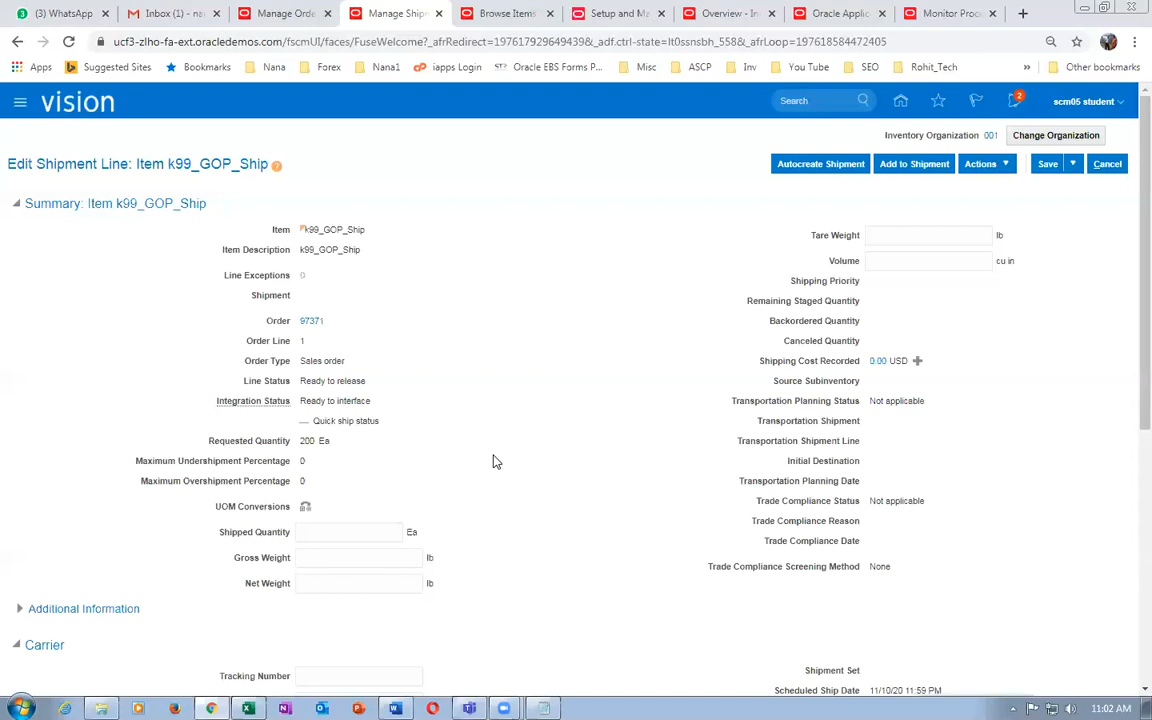 (3) WhatsApp
Inbox (1) - na
Manage Orde
Manage Ship
Browse Items
Setup and Ma
Overview - In
Oracle Applic
Monitor Proc
ucf3-zlho-fa-ext.oracledemos.com/fscmUI/faces/FuseWelcome?_afrRedirect=197617929649439&_adf.ctrl-state=lt0ssnsbh_558&_afrLoop=197618584472405
Apps
Suggested Sites
Bookmarks
Nana
Forex
Nana1
iapps Login
Oracle EBS Forms P...
Misc
ASCP
Inv
You Tube
SEO
Rohit_Tech
»
Other bookmarks
vision
Search
2
scm05 student
Inventory Organization 001 Change Organization
Edit Shipment Line: Item k99_GOP_Ship ?
Autocreate Shipment
Add to Shipment
Actions
Save
Cancel
Summary: Item k99_GOP_Ship
Item k99_GOP_Ship
Item Description k99_GOP_Ship
Line Exceptions 0
Shipment
Order 97371
Order Line 1
Order Type Sales order
Line Status Ready to release
Integration Status Ready to interface
Quick ship status
Requested Quantity 200 Ea
Maximum Undershipment Percentage 0
Maximum Overshipment Percentage 0
UOM Conversions
Shipped Quantity Ea
Gross Weight lb
Net Weight lb
Tare Weight lb
Volume cu in
Shipping Priority
Remaining Staged Quantity
Backordered Quantity
Canceled Quantity
Shipping Cost Recorded 0.00 USD
Source Subinventory
Transportation Planning Status Not applicable
Transportation Shipment
Transportation Shipment Line
Initial Destination
Transportation Planning Date
Trade Compliance Status Not applicable
Trade Compliance Reason
Trade Compliance Date
Trade Compliance Screening Method None
Additional Information
Carrier
Tracking Number
Shipment Set
Scheduled Ship Date 11/10/20 11:59 PM
11:02 AM